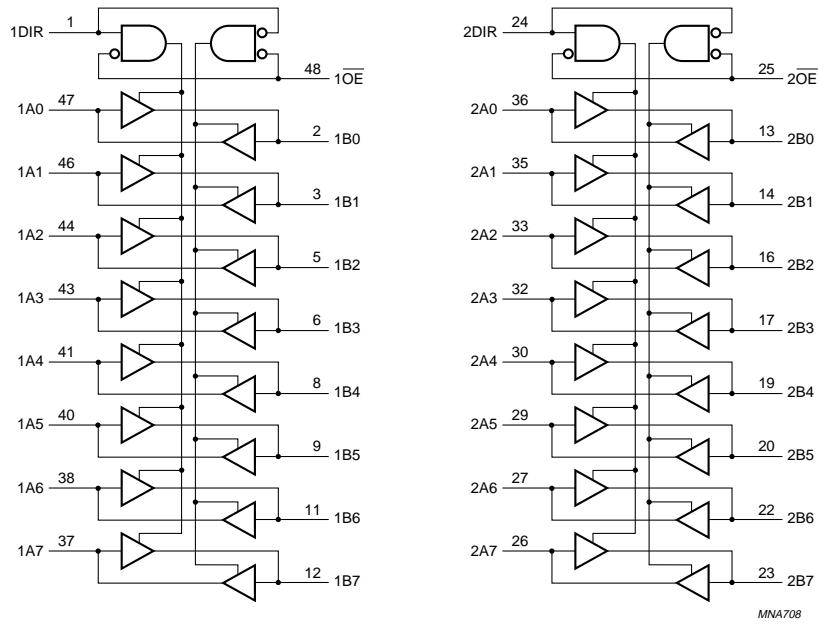 1DIR 1 24 2DIR
48 1O̅E̅ 25 2O̅E̅
1A0 47 2A0 36
2 1B0 13 2B0
1A1 46 2A1 35
3 1B1 14 2B1
1A2 44 2A2 33
5 1B2 16 2B2
1A3 43 2A3 32
6 1B3 17 2B3
1A4 41 2A4 30
8 1B4 19 2B4
1A5 40 2A5 29
9 1B5 20 2B5
1A6 38 2A6 27
11 1B6 22 2B6
1A7 37 2A7 26
12 1B7 23 2B7
MNA708